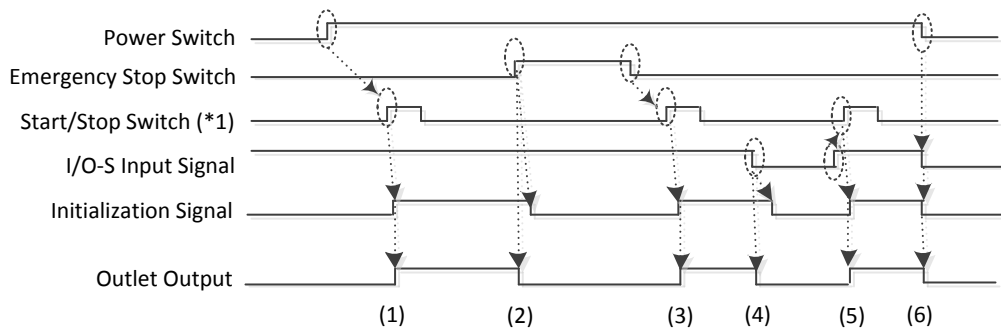 Power Switch
Emergency Stop Switch
Start/Stop Switch (*1)
I/O-S Input Signal
Initialization Signal
Outlet Output
(1) (2) (3) (4) (5) (6)